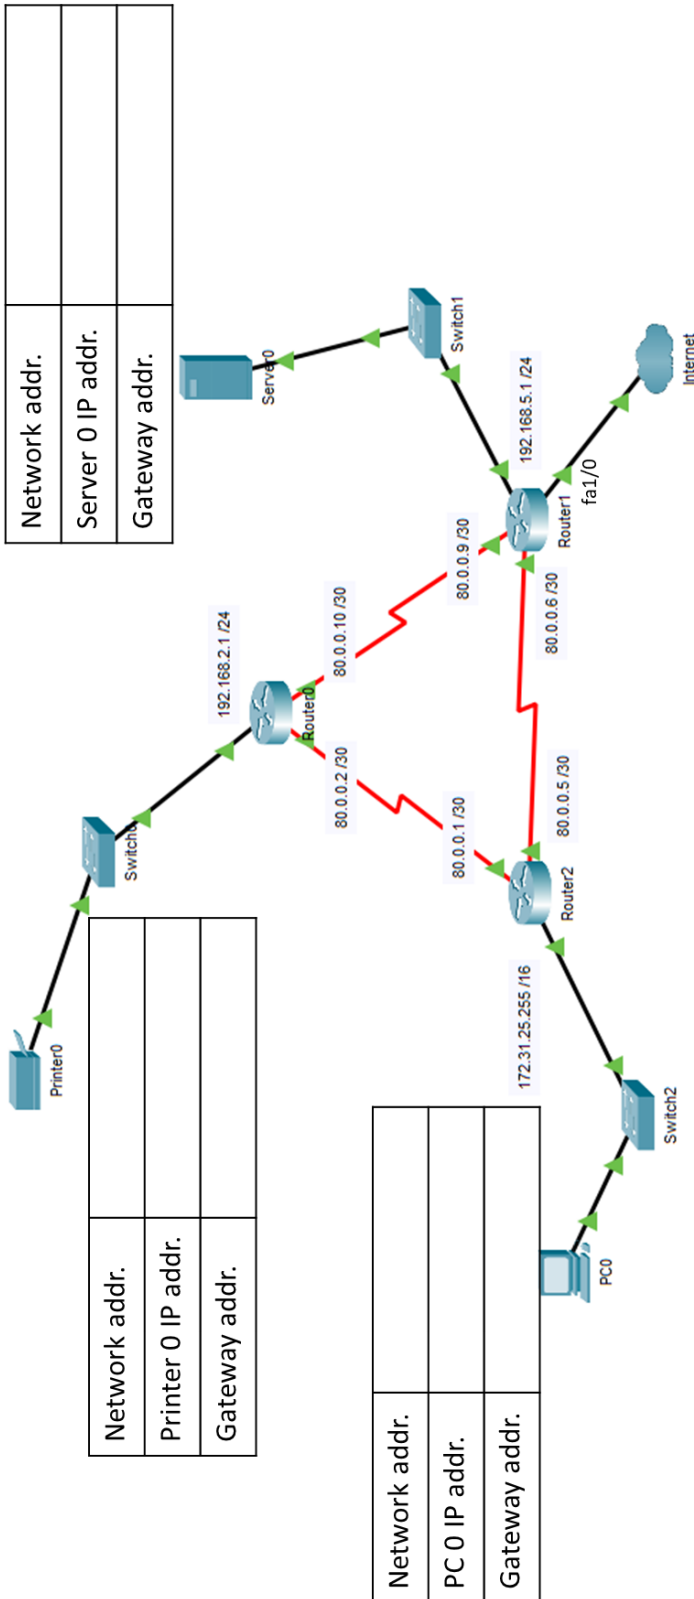 Network addr.
Printer 0 IP addr.
Gateway addr.
Network addr.
Server 0 IP addr.
Gateway addr.
Network addr.
PC 0 IP addr.
Gateway addr.
Printer0
Switch0
192.168.2.1 /24
Router0
80.0.0.2 /30
80.0.0.10 /30
Server0
Switch1
80.0.0.1 /30
80.0.0.9 /30
192.168.5.1 /24
172.31.25.255 /16
Router2
80.0.0.5 /30
80.0.0.6 /30
Router1
fa1/0
PC0
Switch2
Internet